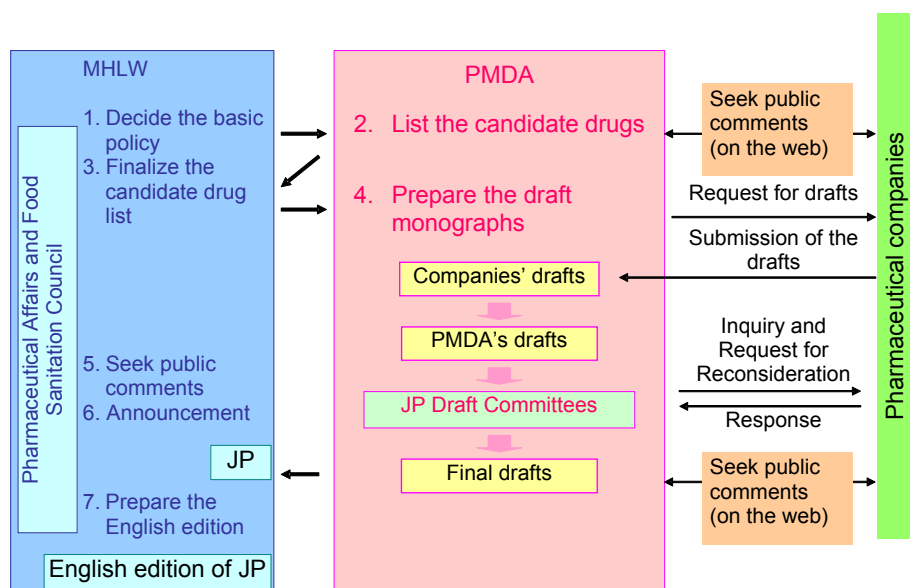 MHLW
1. Decide the basic
policy
3. Finalize the
candidate drug
list
5. Seek public
comments
6. Announcement
JP
7. Prepare the
English edition
English edition of JP
Pharmaceutical Affairs and Food
Sanitation Council
PMDA
2. List the candidate drugs
4. Prepare the draft
monographs
Companies' drafts
PMDA's drafts
JP Draft Committees
Final drafts
Seek public
comments
(on the web)
Request for drafts
Submission of the
drafts
Inquiry and
Request for
Reconsideration
Response
Seek public
comments
(on the web)
Pharmaceutical companies